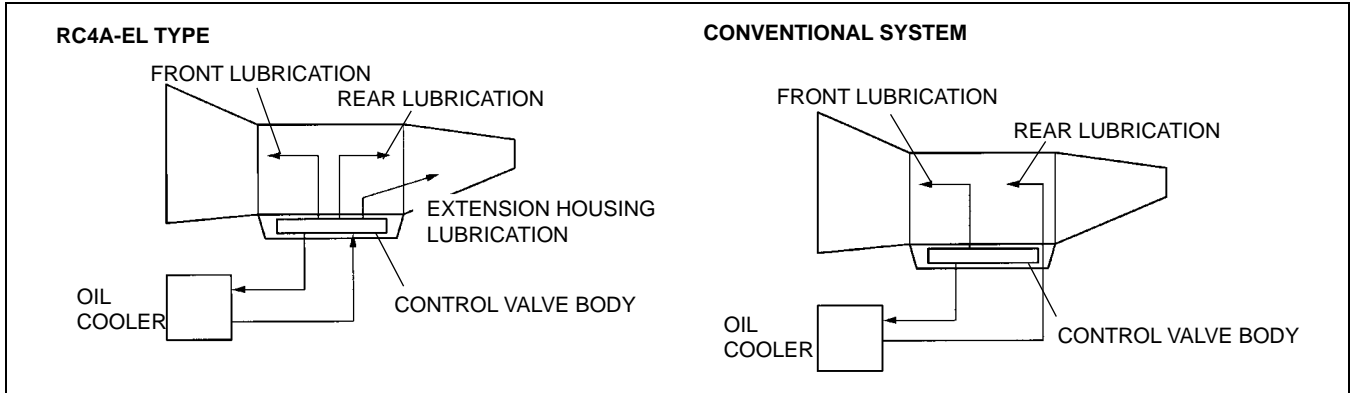 RC4A-EL TYPE
FRONT LUBRICATION
REAR LUBRICATION
EXTENSION HOUSING
LUBRICATION
OIL
COOLER
CONTROL VALVE BODY
CONVENTIONAL SYSTEM
FRONT LUBRICATION
REAR LUBRICATION
OIL
COOLER
CONTROL VALVE BODY